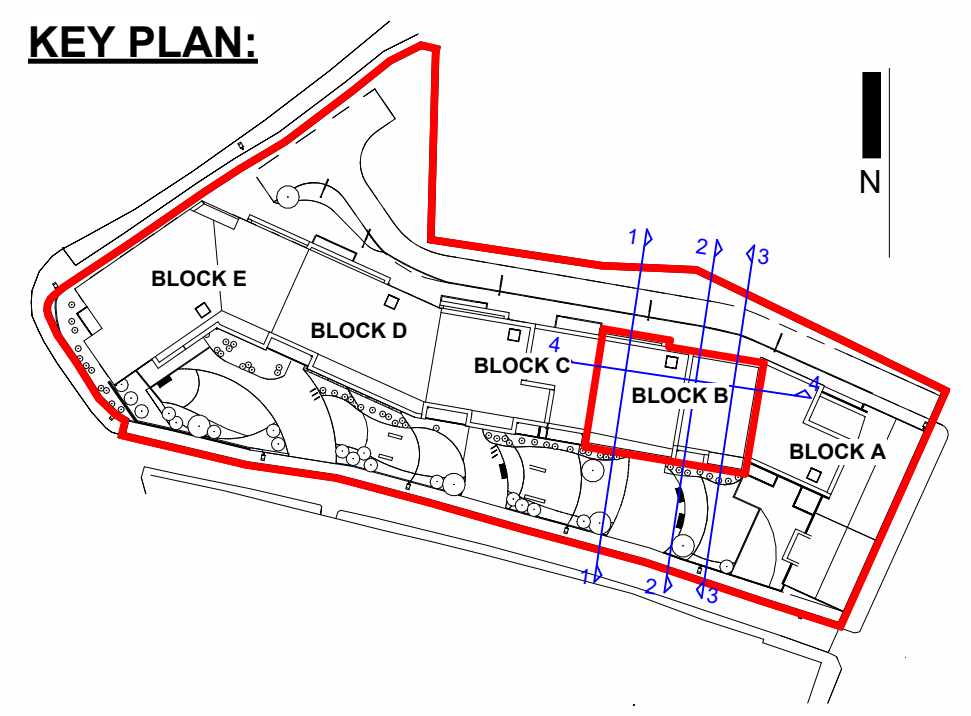 KEY PLAN:
N
1 2 3
BLOCK E
BLOCK D
4
BLOCK C
BLOCK B
4
BLOCK A
1 2 3